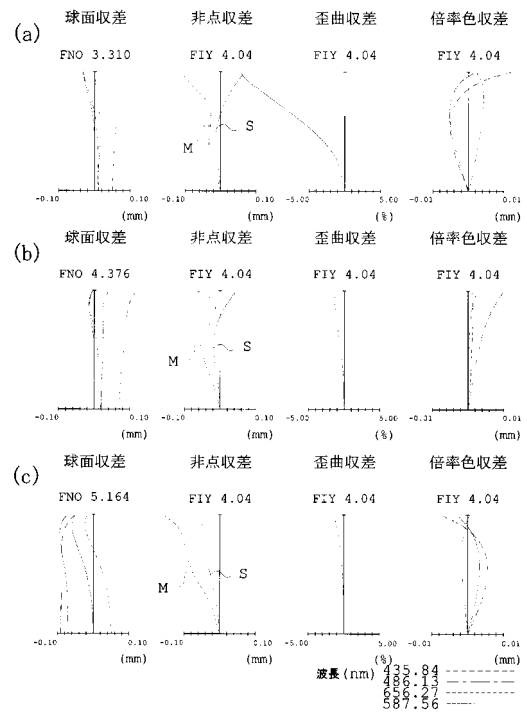 (a)
球面収差 非点収差 歪曲収差 倍率色収差
FNO 3.310 FIY 4.04 FIY 4.04 FIY 4.04
M S
-0.10 0.10 -0.10 0.10 -5.00 5.00 -0.01 0.01
(mm) (mm) (%) (mm)
(b)
球面収差 非点収差 歪曲収差 倍率色収差
FNO 4.376 FIY 4.04 FIY 4.04 FIY 4.04
M S
-0.10 0.10 -0.10 0.10 -5.00 5.00 -0.01 0.01
(mm) (mm) (%) (mm)
(c)
球面収差 非点収差 歪曲収差 倍率色収差
FNO 5.164 FIY 4.04 FIY 4.04 FIY 4.04
M S
-0.10 0.10 -0.10 0.10 -5.00 5.00 -0.01 0.01
(mm) (mm) (%) (mm)
波長(nm) 435.84
486.13
656.27
587.56